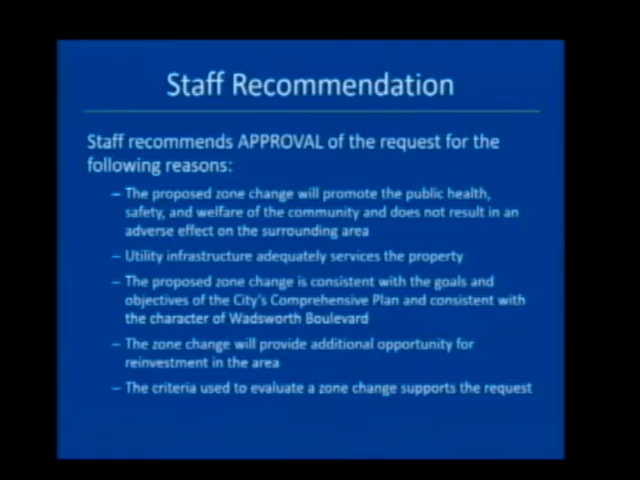 Staff Recommendation
Staff recommends APPROVAL of the request for the
following reasons:
– The proposed zone change will promote the public health,
safety, and welfare of the community and does not result in an
adverse effect on the surrounding area
– Utility infrastructure adequately services the property
– The proposed zone change is consistent with the goals and
objectives of the City's Comprehensive Plan and consistent with
the character of Wadsworth Boulevard
– The zone change will provide additional opportunity for
reinvestment in the area
– The criteria used to evaluate a zone change supports the request